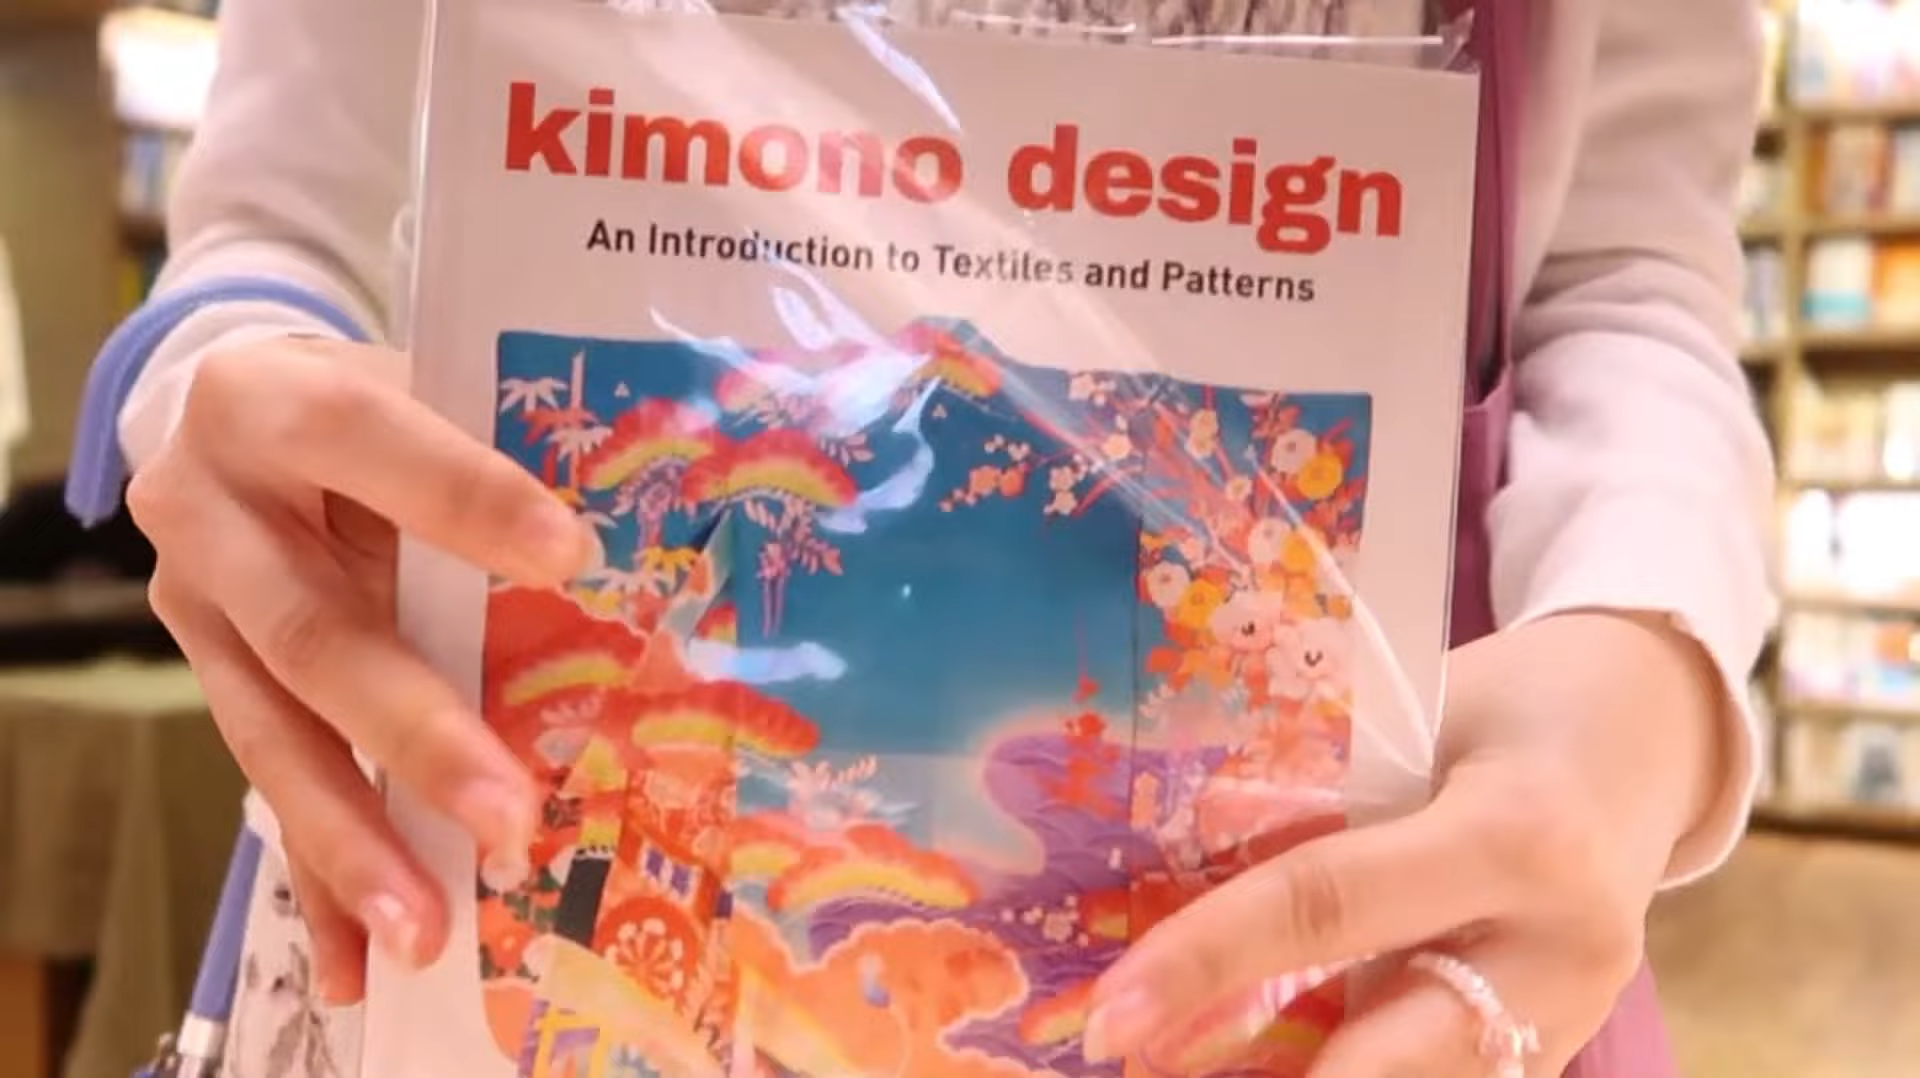 kimono design
An Introduction to Textiles and Patterns